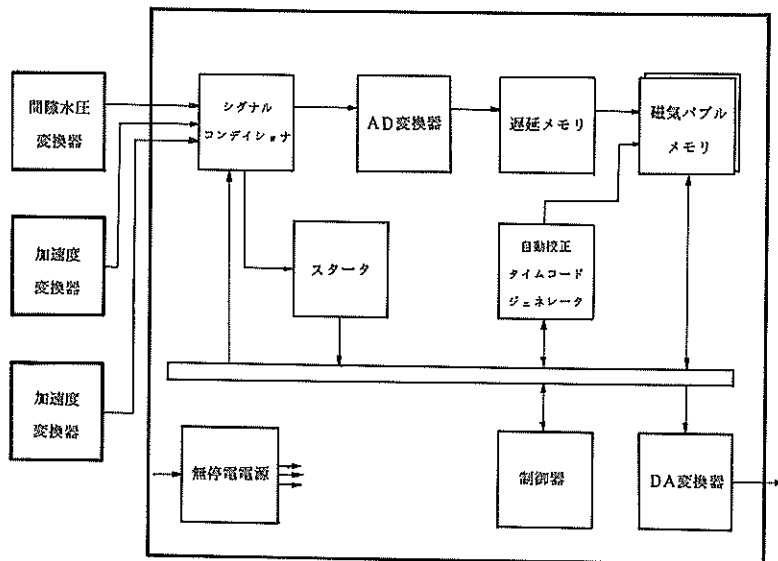 間隙水圧
変換器
シグナル
コンディショナ
AD変換器
遅延メモリ
磁気バブル
メモリ
加速度
変換器
スタータ
自動校正
タイムコード
ジェネレータ
加速度
変換器
無停電電源
制御器
DA変換器